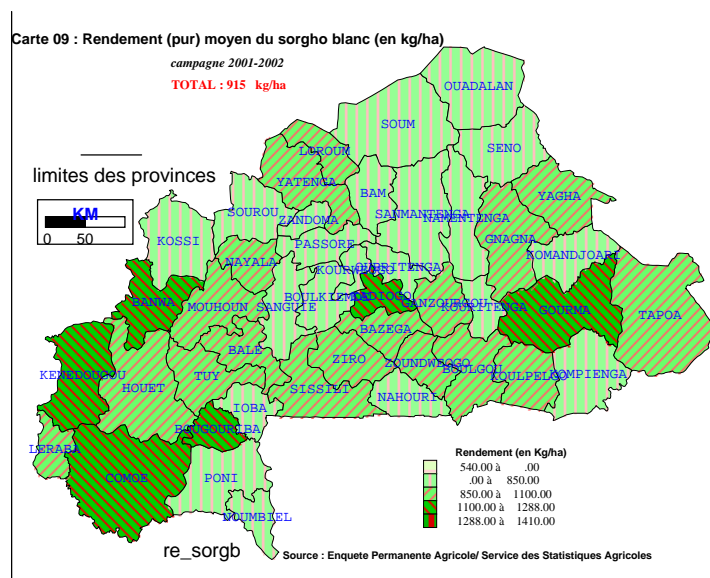 Carte 09 : Rendement (pur) moyen du sorgho blanc (en kg/ha)
campagne 2001-2002
TOTAL : 915 kg/ha
OUADALAN
SOUM
SENO
LOROUM
limites des provinces
YATENGA
BAM
YAGHA
KM
SOUROU
SANMANTENGA
NAMENTENGA
ZANDOMA
0 50
KOSSI
PASSORE
GNAGNA
KOMANDJOARI
NAYALA
KOURWEOGO
OUBRITENGA
BANWA
BOULKIEMDE
KADIOGO
MOUHOUN
SANGUIE
GANZOURGOU
KOURITENGA
GOURMA
TAPOA
BAZEGA
BALE
ZIRO
ZOUNDWEOGO
BOULGOU
KENEDOUGOU
HOUET
TUY
SISSILI
KOULPELGO
KOMPIENGA
NAHOURI
IOBA
BOUGOURIBA
LERABA
COMOE
PONI
Rendement (en Kg/ha)
540.00 à .00
.00 à 850.00
850.00 à 1100.00
1100.00 à 1288.00
1288.00 à 1410.00
NOUMBIEL
re_sorgb
Source : Enquete Permanente Agricole/ Service des Statistiques Agricoles